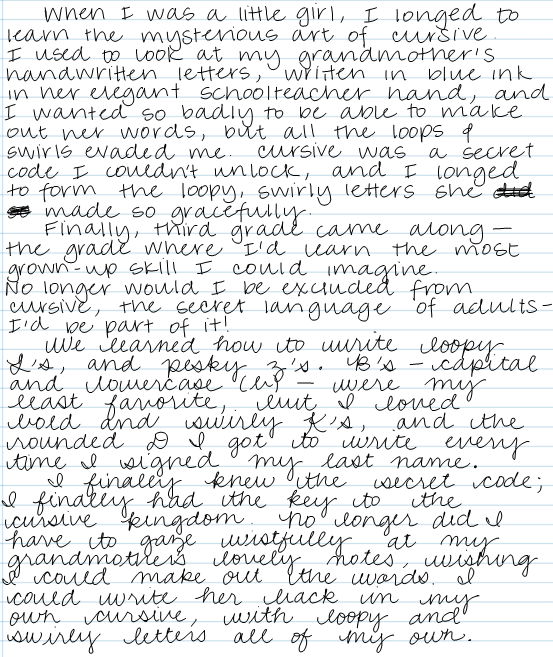 When I was a little girl, I longed to
learn the mysterious art of cursive.
I used to look at my grandmother's
handwritten letters, written in blue ink
in her elegant schoolteacher hand, and
I wanted so badly to be able to make
out her words, but all the loops &
swirls evaded me. Cursive was a secret
code I couldn't unlock, and I longed
to form the loopy, swirly letters she did
made so gracefully.
Finally, third grade came along—
the grade where I'd learn the most
grown-up skill I could imagine.
No longer would I be excluded from
cursive, the secret language of adults—
I'd be part of it!
We learned how to write loopy
L's, and pesky z's. B's – capital
and lowercase (b) – were my
least favorite, but I loved
bold and swirly K's, and the
rounded D I got to write every
time I signed my last name.
I finally knew the secret code;
I finally had the key to the
cursive kingdom. No longer did I
have to gaze wistfully at my
grandmothers lovely notes, wishing
I could make out the words. I
could write her back in my
own cursive, with loopy and
swirly letters all of my own.